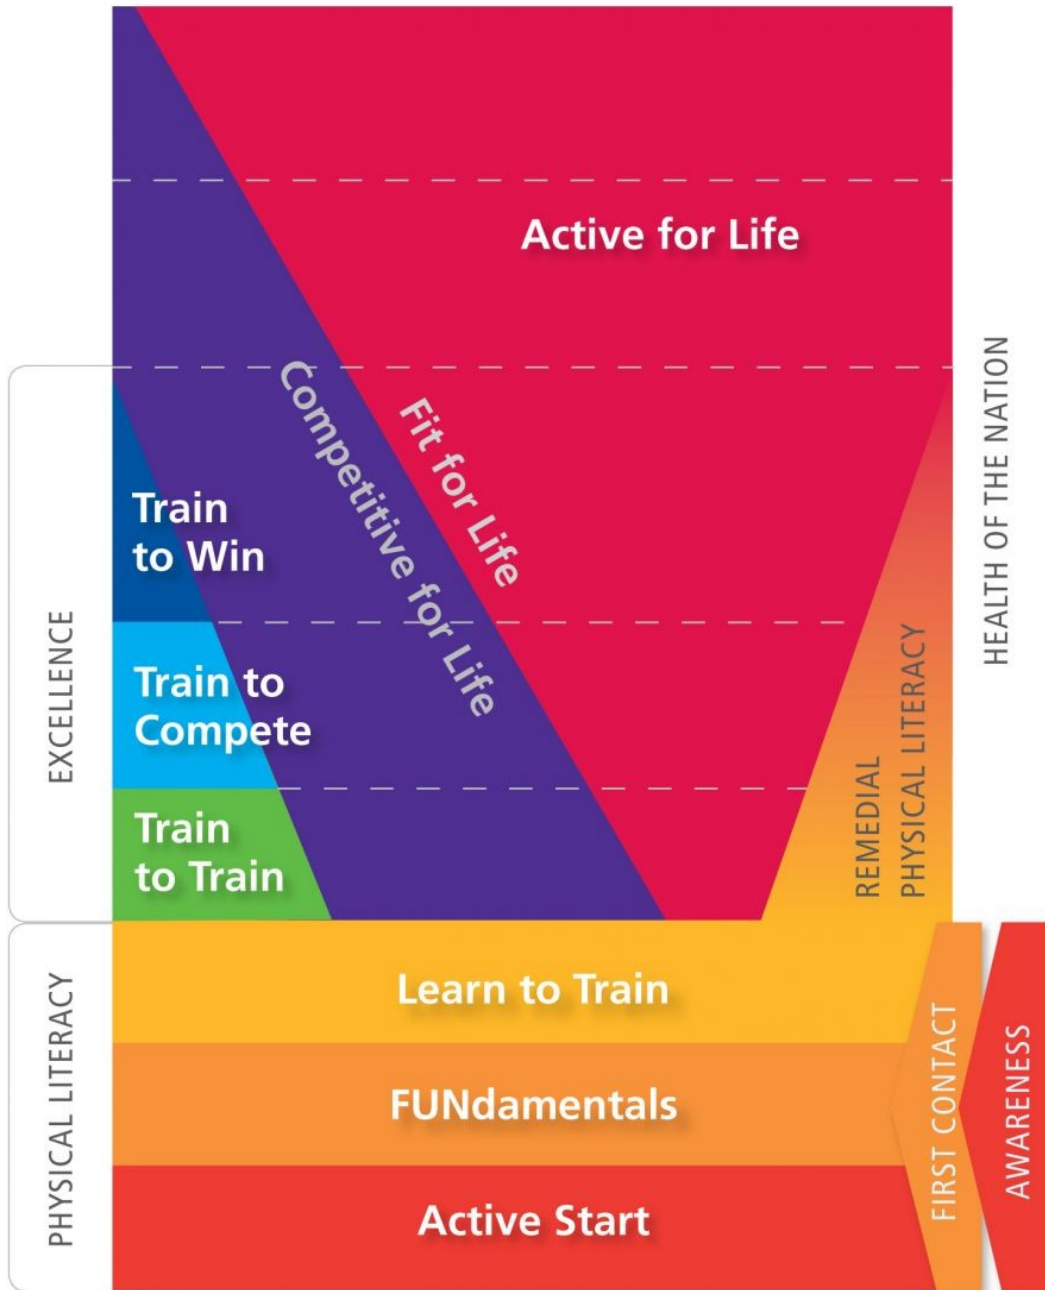 Active for Life
Competitive for Life
Fit for Life
Train
to Win
Train to
Compete
Train
to Train
EXCELLENCE
HEALTH OF THE NATION
REMEDIAL
PHYSICAL LITERACY
Learn to Train
FUNdamentals
Active Start
PHYSICAL LITERACY
FIRST CONTACT
AWARENESS